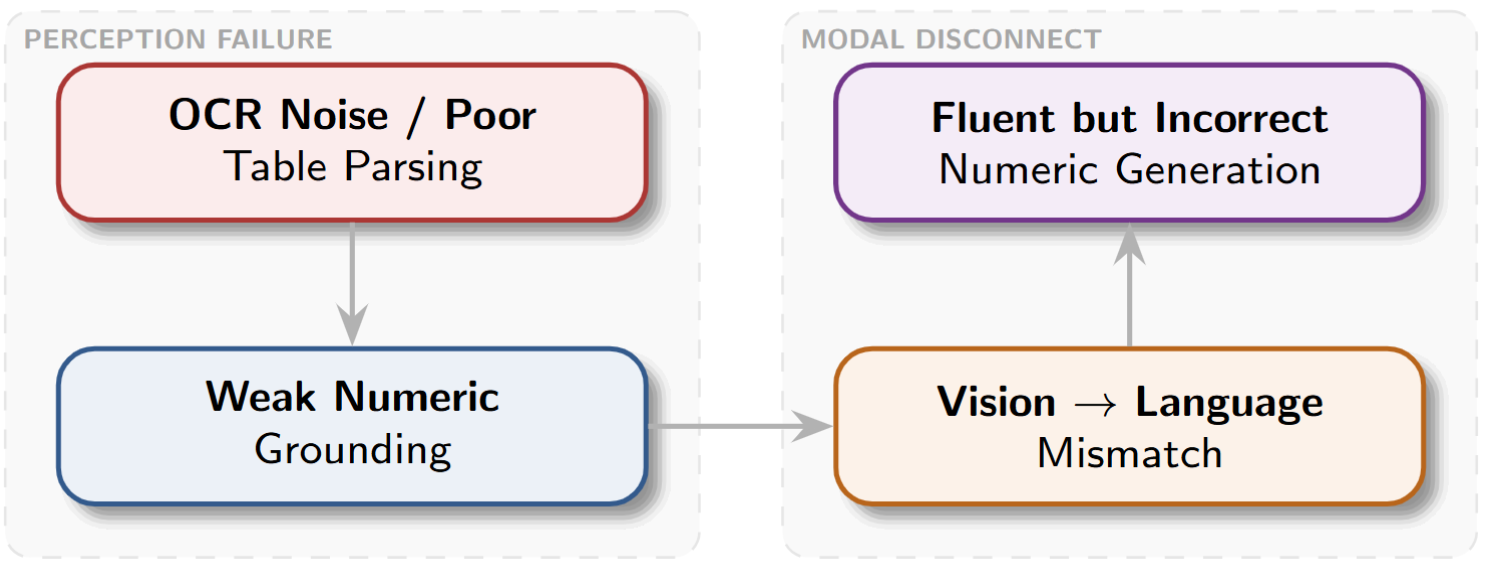 PERCEPTION FAILURE
OCR Noise / Poor
Table Parsing
Weak Numeric
Grounding
MODAL DISCONNECT
Fluent but Incorrect
Numeric Generation
Vision → Language
Mismatch